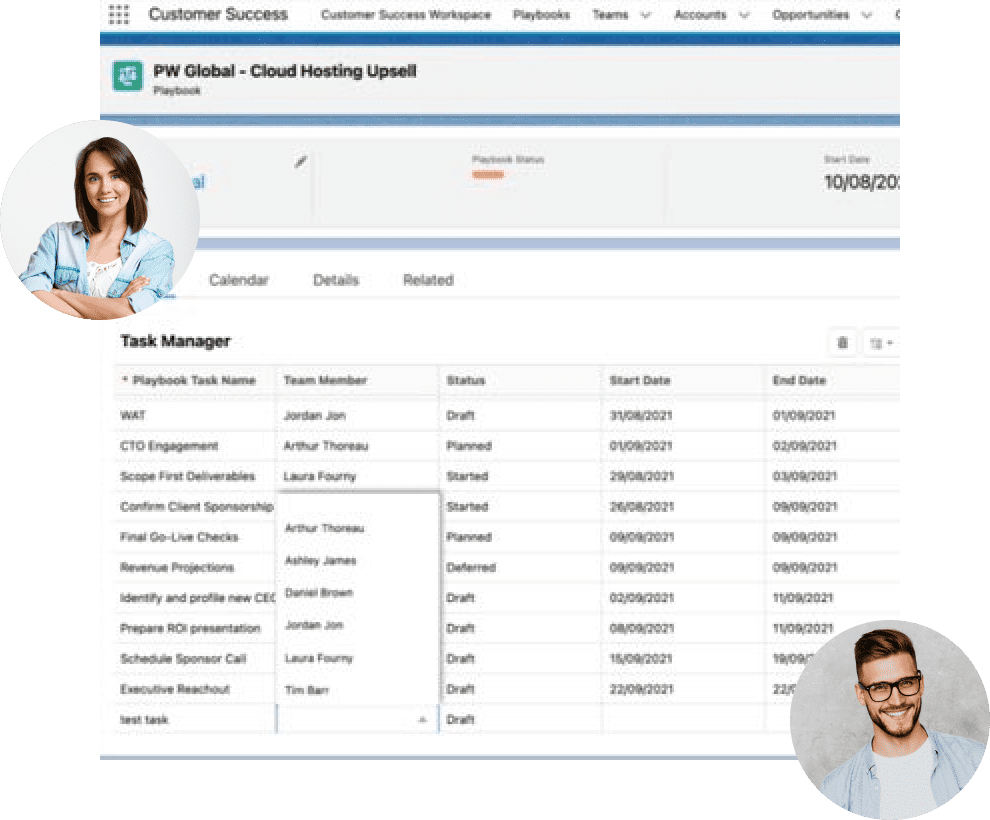 Customer Success Customer Success Workspace Playbooks Teams Accounts Opportunities
PW Global - Cloud Hosting Upsell
Playbook
Playbook Status Start Date
al 10/08/20
Calendar Details Related
Task Manager
* Playbook Task Name Team Member Status Start Date End Date
WAT Jordan Jon Draft 31/08/2021 01/09/2021
CTO Engagement Arthur Thoreau Planned 01/09/2021 02/09/2021
Scope First Deliverables Laura Fourny Started 29/08/2021 03/09/2021
Confirm Client Sponsorship Started 26/08/2021 09/09/2021
Arthur Thoreau
Final Go-Live Checks Planned 09/09/2021 09/09/2021
Ashley James
Revenue Projections Deferred 09/09/2021 09/09/2021
Daniel Brown
Identify and profile new CEO Draft 02/09/2021 11/09/2021
Jordan Jon
Prepare ROI presentation Draft 08/09/2021 11/09/2021
Laura Fourny
Schedule Sponsor Call Draft 15/09/2021 19/09/
Tim Barr
Executive Reachout Draft 22/09/2021 22/
test task Draft